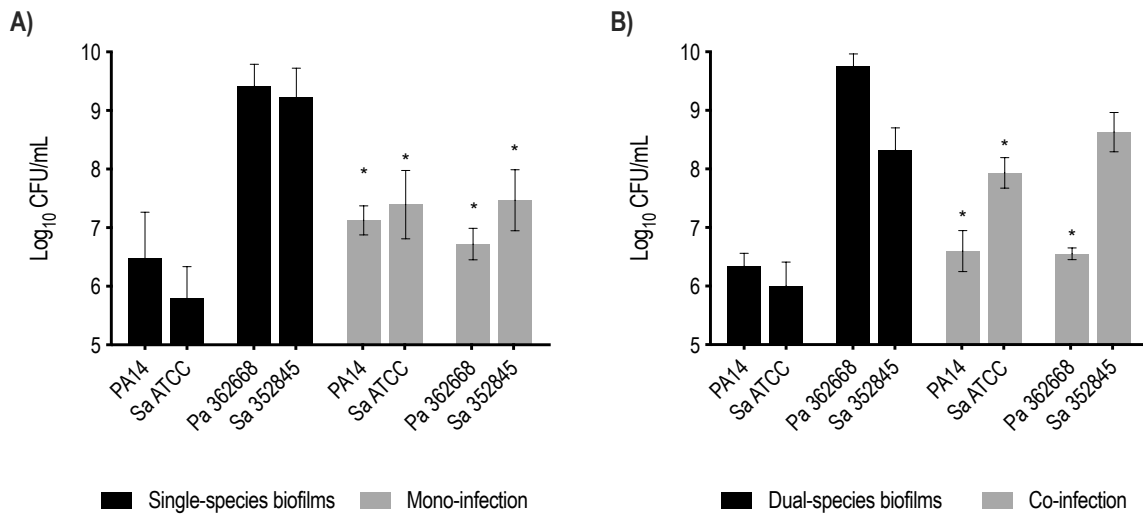 A)
10
9
8
7
6
5
Log10 CFU/mL
* * * *
PA14
Sa ATCC
Pa 362668
Sa 352845
PA14
Sa ATCC
Pa 362668
Sa 352845
Single-species biofilms
Mono-infection
B)
10
9
8
7
6
5
Log10 CFU/mL
* * *
PA14
Sa ATCC
Pa 362668
Sa 352845
PA14
Sa ATCC
Pa 362668
Sa 352845
Dual-species biofilms
Co-infection